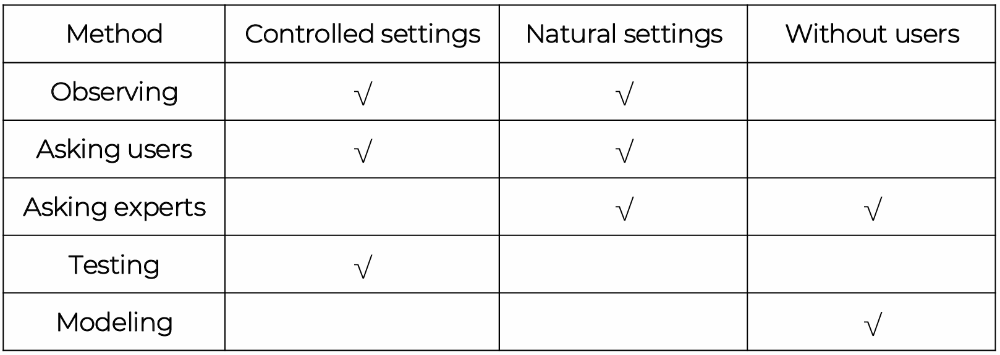 Method Controlled settings Natural settings Without users
Observing √ √
Asking users √ √
Asking experts √ √
Testing √
Modeling √